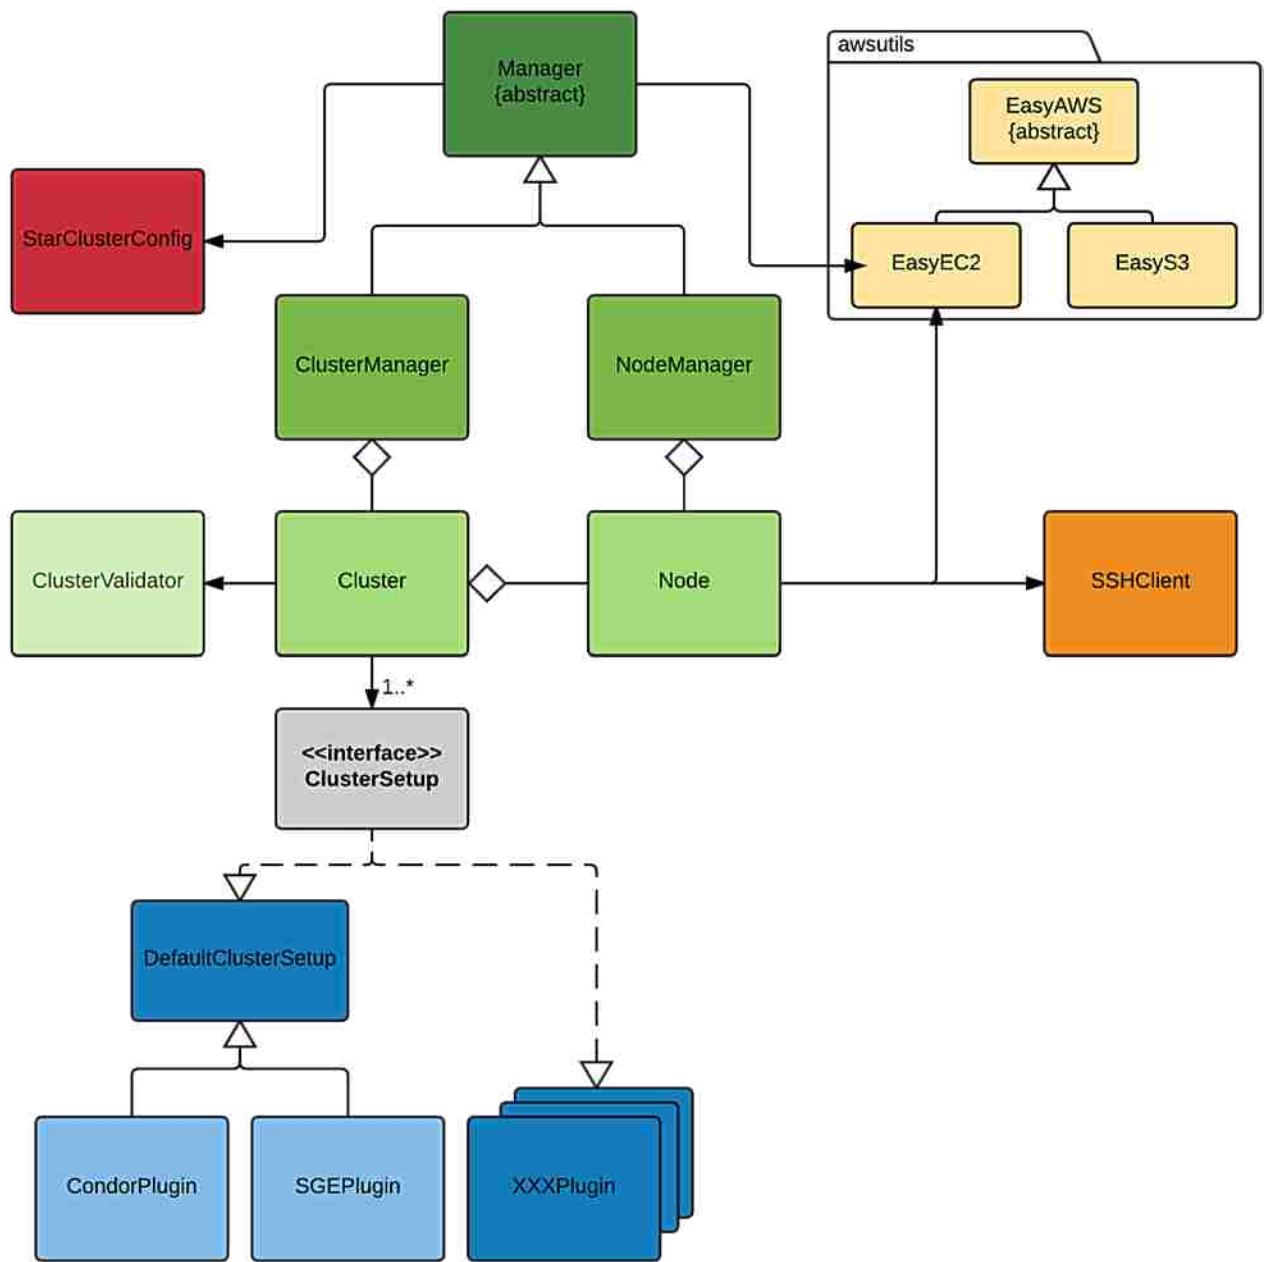 Manager
{abstract}
awsutils
EasyAWS
{abstract}
StarClusterConfig
EasyEC2
EasyS3
ClusterManager
NodeManager
ClusterValidator
Cluster
Node
SSHClient
1..*
<<interface>>
ClusterSetup
DefaultClusterSetup
CondorPlugin
SGEPlugin
XXXPlugin